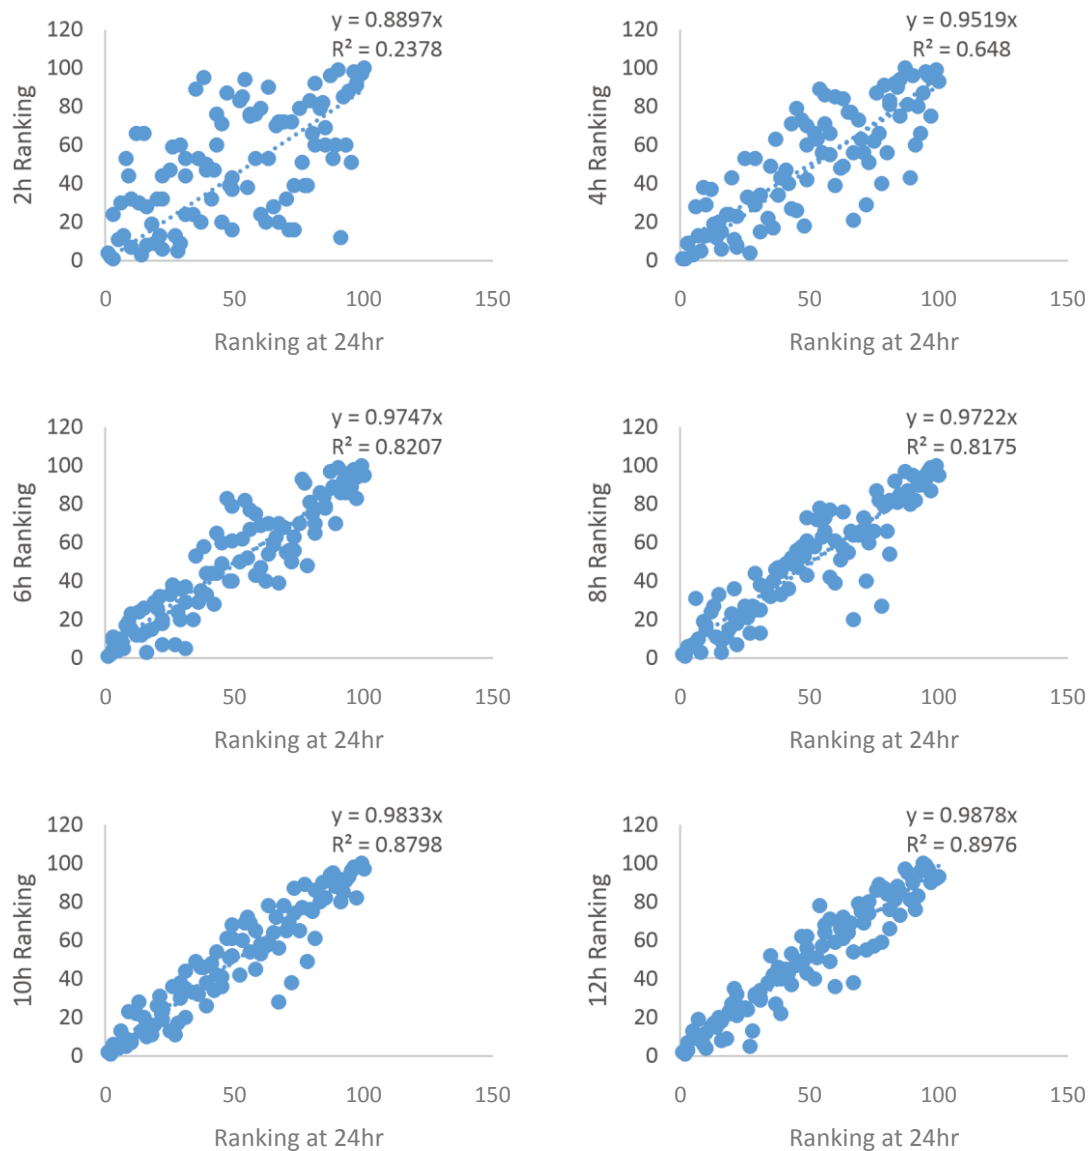 y = 0.8897x
R² = 0.2378
120
100
80
60
40
20
0
2h Ranking
0 50 100 150
Ranking at 24hr
y = 0.9519x
R² = 0.648
120
100
80
60
40
20
0
4h Ranking
0 50 100 150
Ranking at 24hr
y = 0.9747x
R² = 0.8207
120
100
80
60
40
20
0
6h Ranking
0 50 100 150
Ranking at 24hr
y = 0.9722x
R² = 0.8175
120
100
80
60
40
20
0
8h Ranking
0 50 100 150
Ranking at 24hr
y = 0.9833x
R² = 0.8798
120
100
80
60
40
20
0
10h Ranking
0 50 100 150
Ranking at 24hr
y = 0.9878x
R² = 0.8976
120
100
80
60
40
20
0
12h Ranking
0 50 100 150
Ranking at 24hr